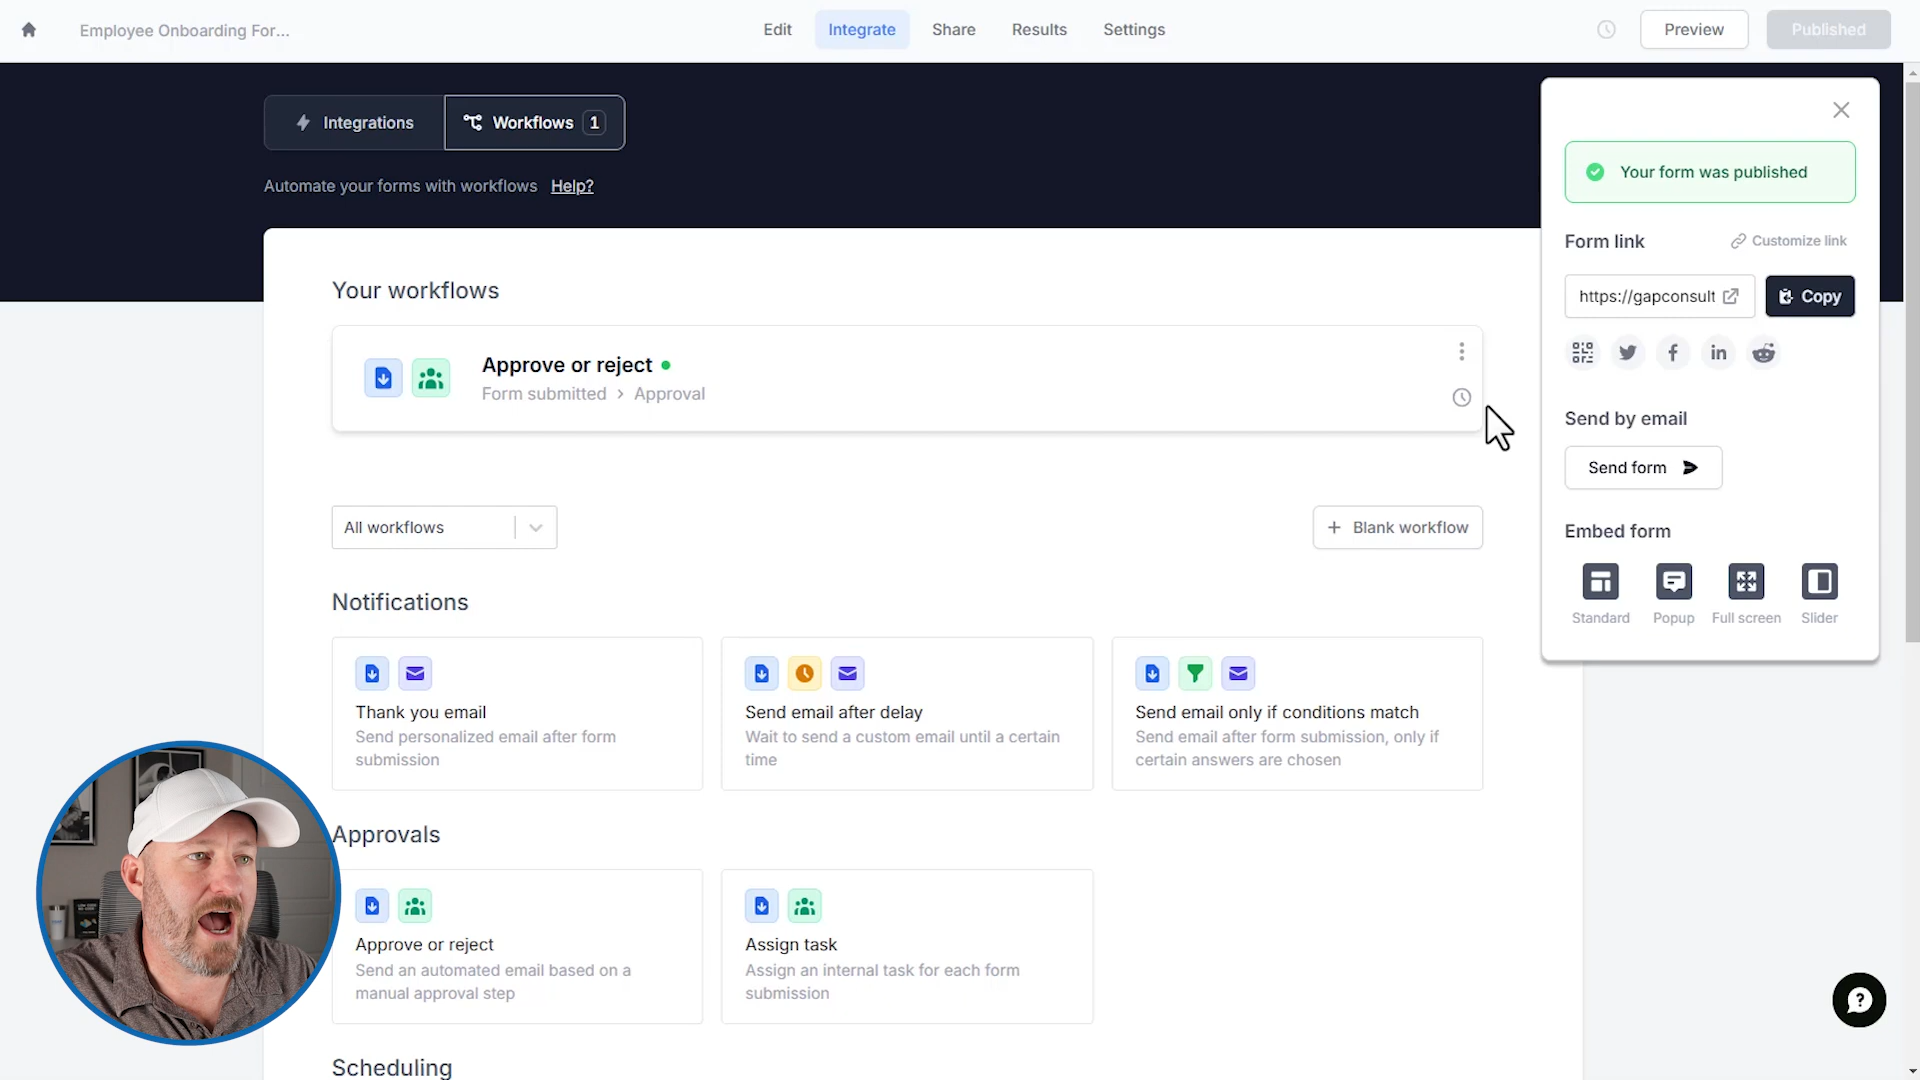 Employee Onboarding For...
Edit
Integrate
Share
Results
Settings
Preview
Published
Integrations
Workflows 1
Automate your forms with workflows Help?
Your workflows
Approve or reject
Form submitted › Approval
All workflows
+ Blank workflow
Notifications
Thank you email
Send personalized email after form
submission
Send email after delay
Wait to send a custom email until a certain
time
Send email only if conditions match
Send email after form submission, only if
certain answers are chosen
Approvals
Approve or reject
Send an automated email based on a
manual approval step
Assign task
Assign an internal task for each form
submission
Scheduling
Your form was published
Form link
Customize link
https://gapconsult
Copy
Send by email
Send form
Embed form
Standard
Popup
Full screen
Slider